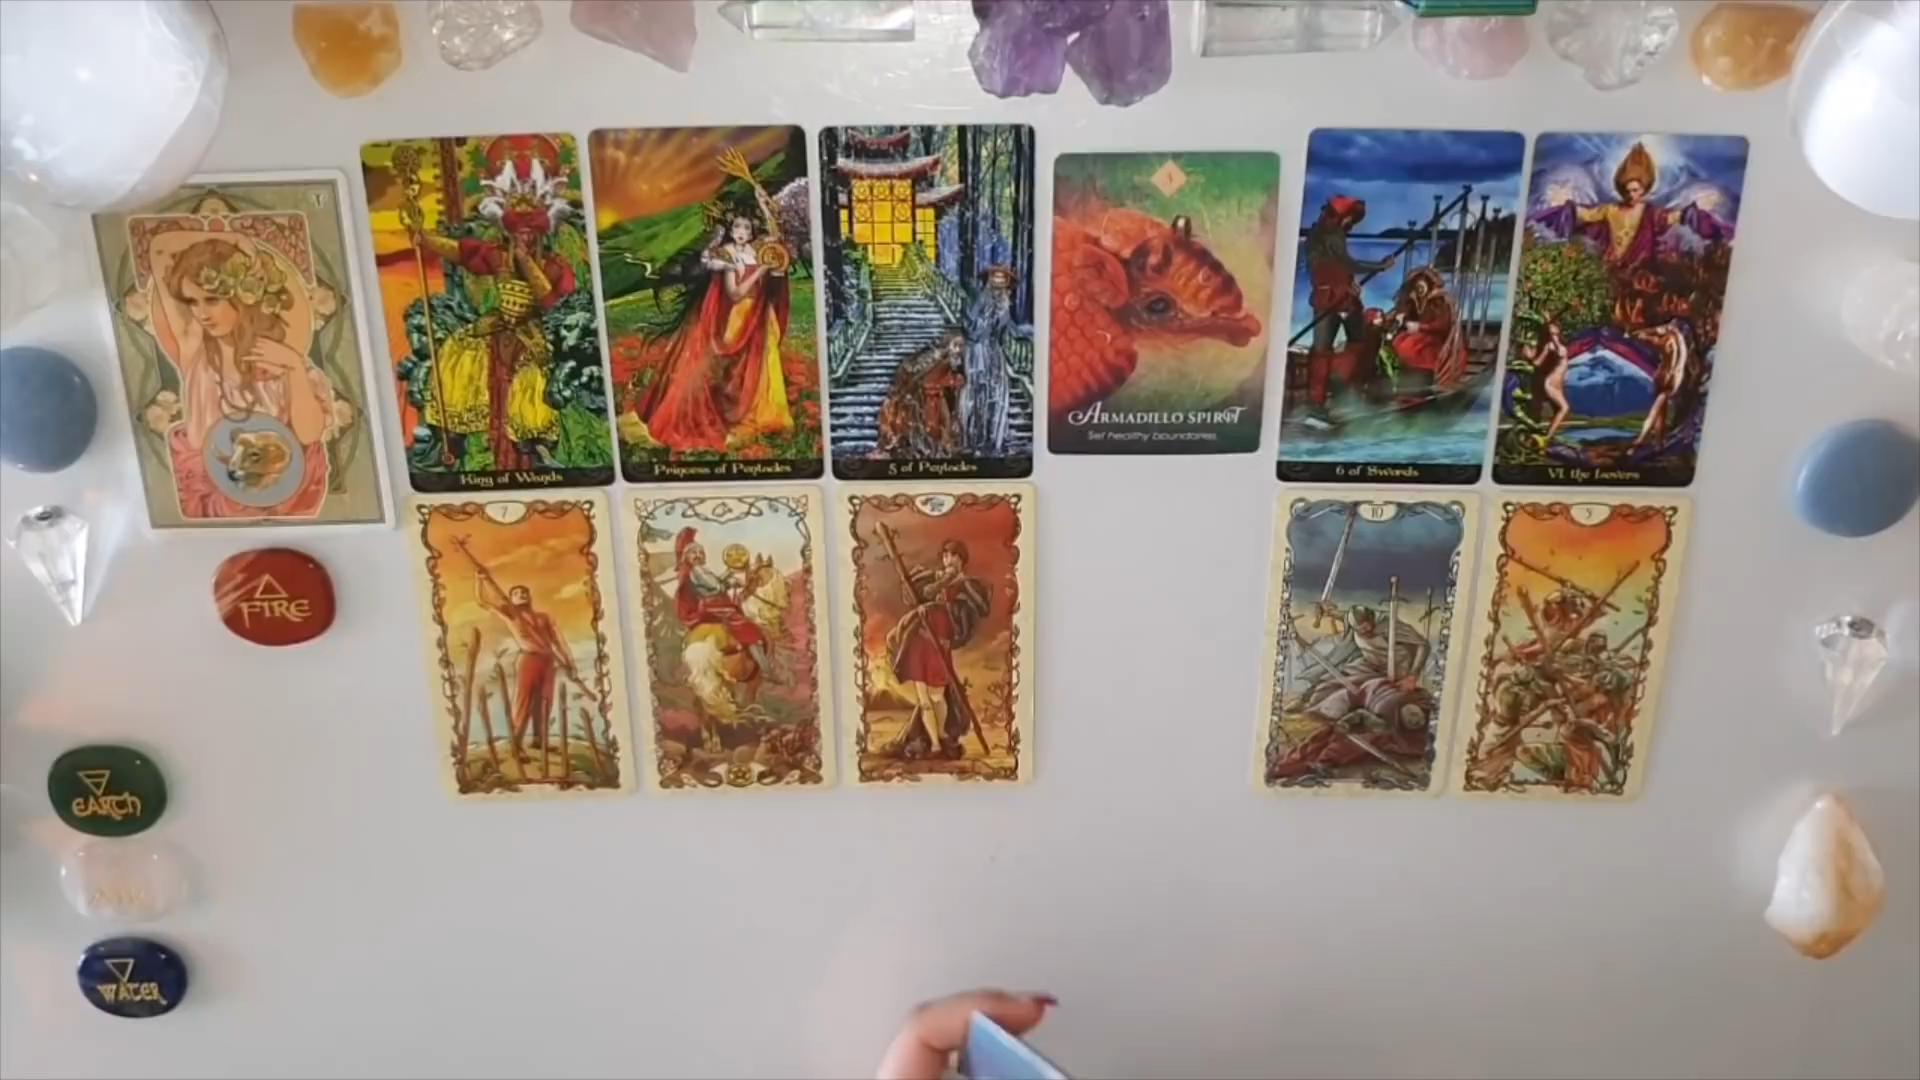 King of Wands
Princess of Pentacles
5 of Pentacles
ARMADILLO SPIRIT
Set healthy boundaries
6 of Swords
VI. the Lovers
7
10
5
FIRE
EARTH
AIR
WATER